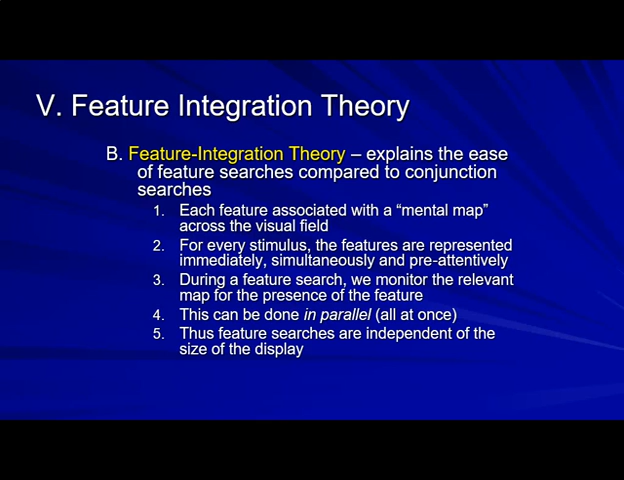 V. Feature Integration Theory
B. Feature-Integration Theory – explains the ease
of feature searches compared to conjunction
searches
1. Each feature associated with a “mental map”
across the visual field
2. For every stimulus, the features are represented
immediately, simultaneously and pre-attentively
3. During a feature search, we monitor the relevant
map for the presence of the feature
4. This can be done in parallel (all at once)
5. Thus feature searches are independent of the
size of the display